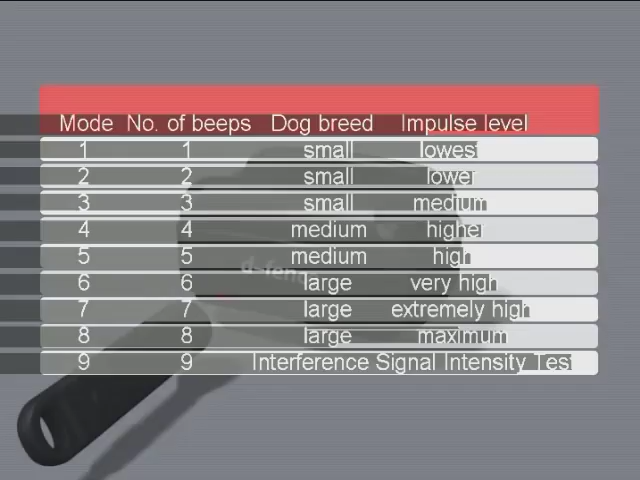 Mode No. of beeps Dog breed Impulse level
1 1 small lowest
2 2 small lower
3 3 small medium
4 4 medium higher
5 5 medium high
6 6 large very high
7 7 large extremely high
8 8 large maximum
9 9 Interference Signal Intensity Test
d-fence